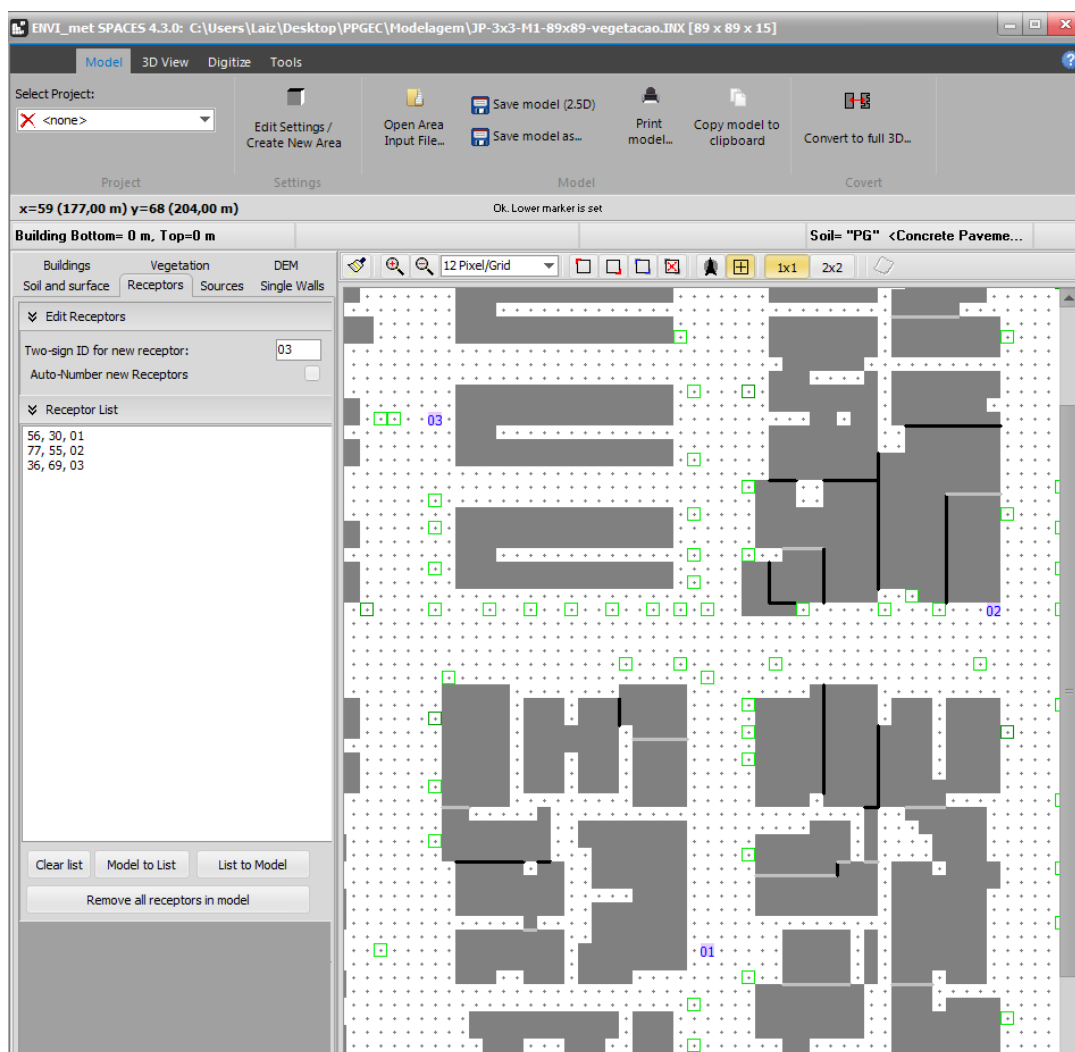 ENVI_met SPACES 4.3.0: C:\Users\Laiz\Desktop\PPGEC\Modelagem\JP-3x3-M1-89x89-vegetacao.INX [89 x 89 x 15]
Model 3D View Digitize Tools
Select Project:
<none>
Edit Settings /
Create New Area
Open Area
Input File...
Save model (2.5D)
Save model as...
Print
model...
Copy model to
clipboard
Convert to full 3D...
Project Settings Model Covert
x=59 (177,00 m) y=68 (204,00 m) Ok. Lower marker is set
Building Bottom= 0 m, Top=0 m Soil= "PG" <Concrete Paveme...
Buildings Vegetation DEM
Soil and surface Receptors Sources Single Walls
12 Pixel/Grid 1x1 2x2
Edit Receptors
Two-sign ID for new receptor: 03
Auto-Number new Receptors
Receptor List
56, 30, 01
77, 55, 02
36, 69, 03
Clear list Model to List List to Model
Remove all receptors in model
03
02
01